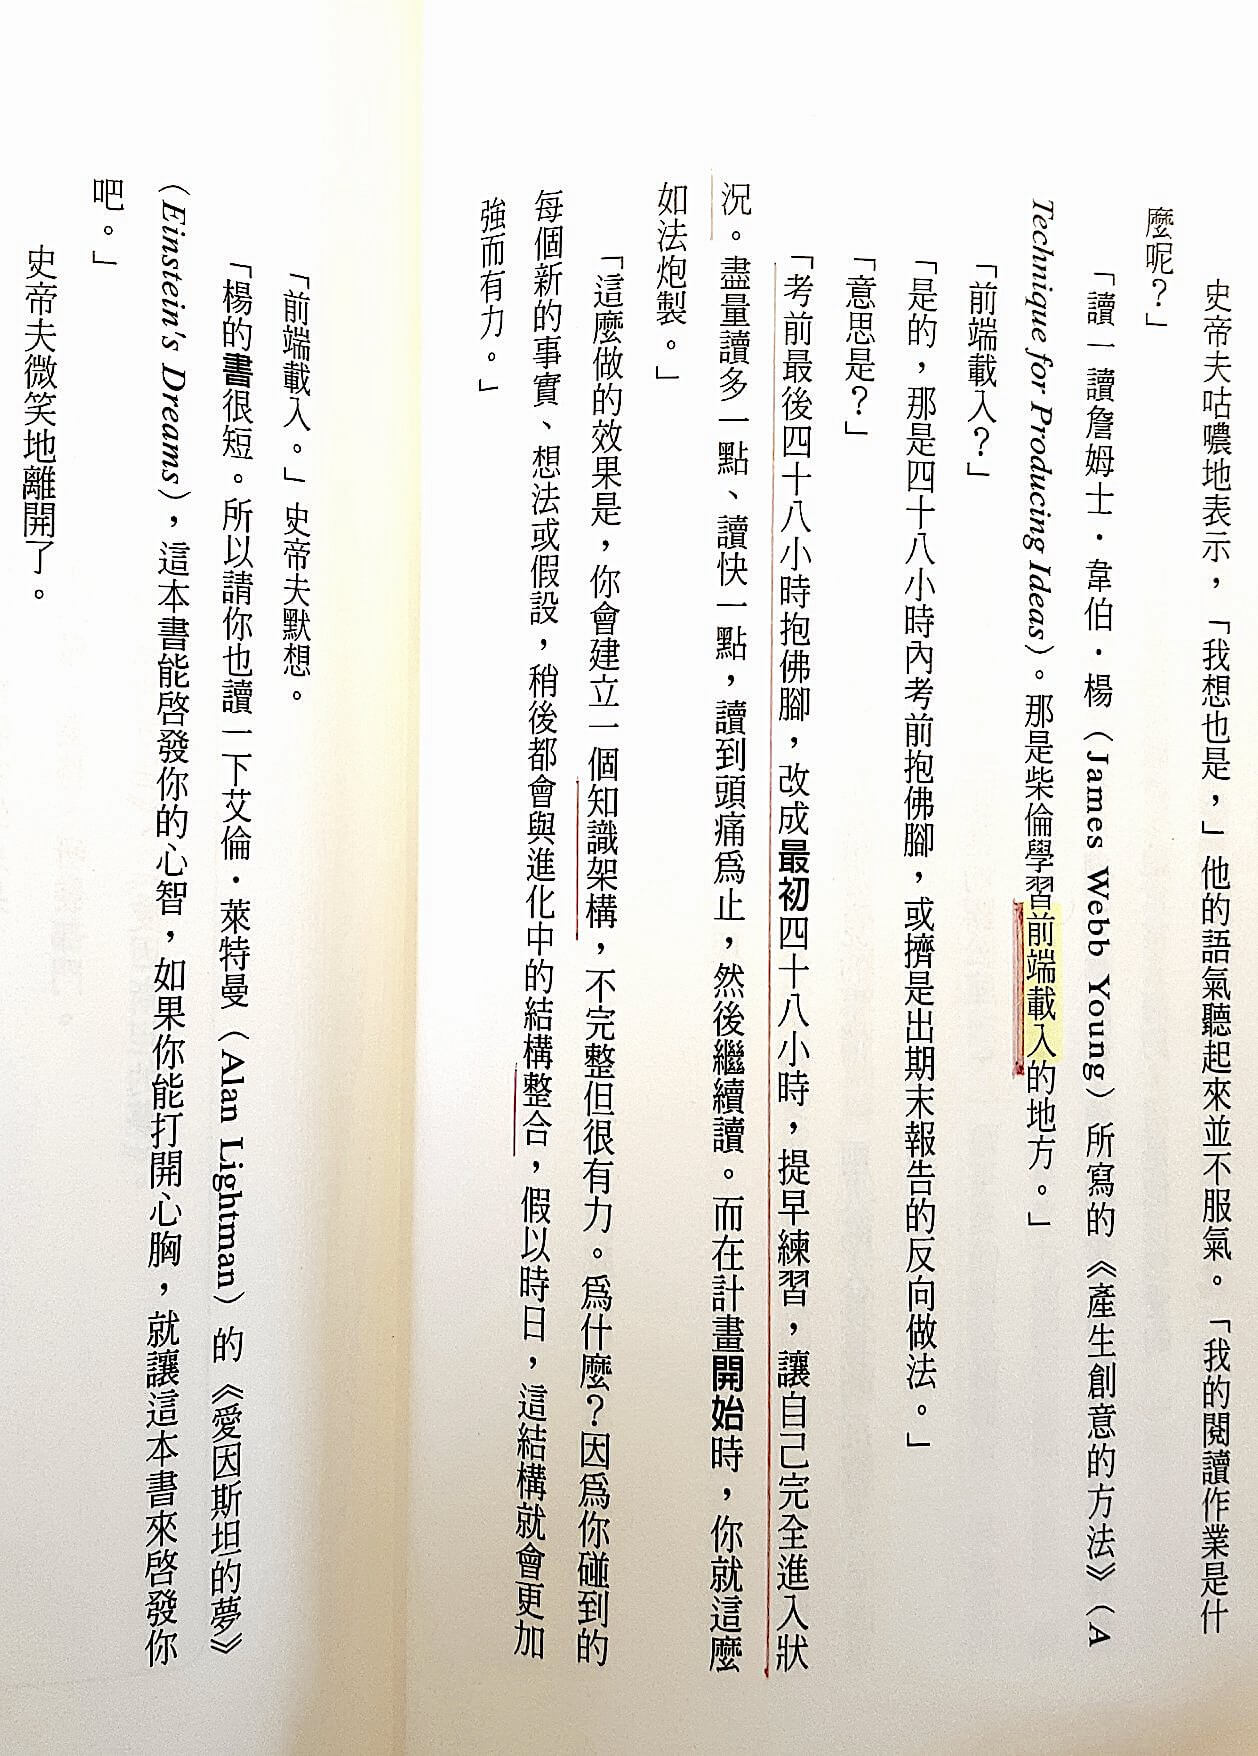 史帝夫咕噥地表示，「我想也是，」他的語氣聽起來並不服氣。「我的閱讀作業是什
麼呢？」
「讀一讀詹姆士．韋伯．楊（James Webb Young）所寫的《產生創意的方法》（A
Technique for Producing Ideas）。那是柴倫學習前端載入的地方。」
「前端載入？」
「是的，那是四十八小時內考前抱佛腳，或擠是出期末報告的反向做法。」
「意思是？」
「考前最後四十八小時抱佛腳，改成最初四十八小時，提早練習，讓自己完全進入狀
況。盡量讀多一點、讀快一點，讀到頭痛為止，然後繼續讀。而在計畫開始時，你就這麼
如法炮製。」
「這麼做的效果是，你會建立一個知識架構，不完整但很有力。為什麼？因為你碰到的
每個新的事實、想法或假設，稍後都會與進化中的結構整合，假以時日，這結構就會更加
強而有力。」
「前端載入。」史帝夫默想。
「楊的書很短。所以請你也讀一下艾倫．萊特曼（Alan Lightman）的《愛因斯坦的夢》
（Einstein's Dreams），這本書能啓發你的心智，如果你能打開心胸，就讓這本書來啓發你
吧。」
史帝夫微笑地離開了。